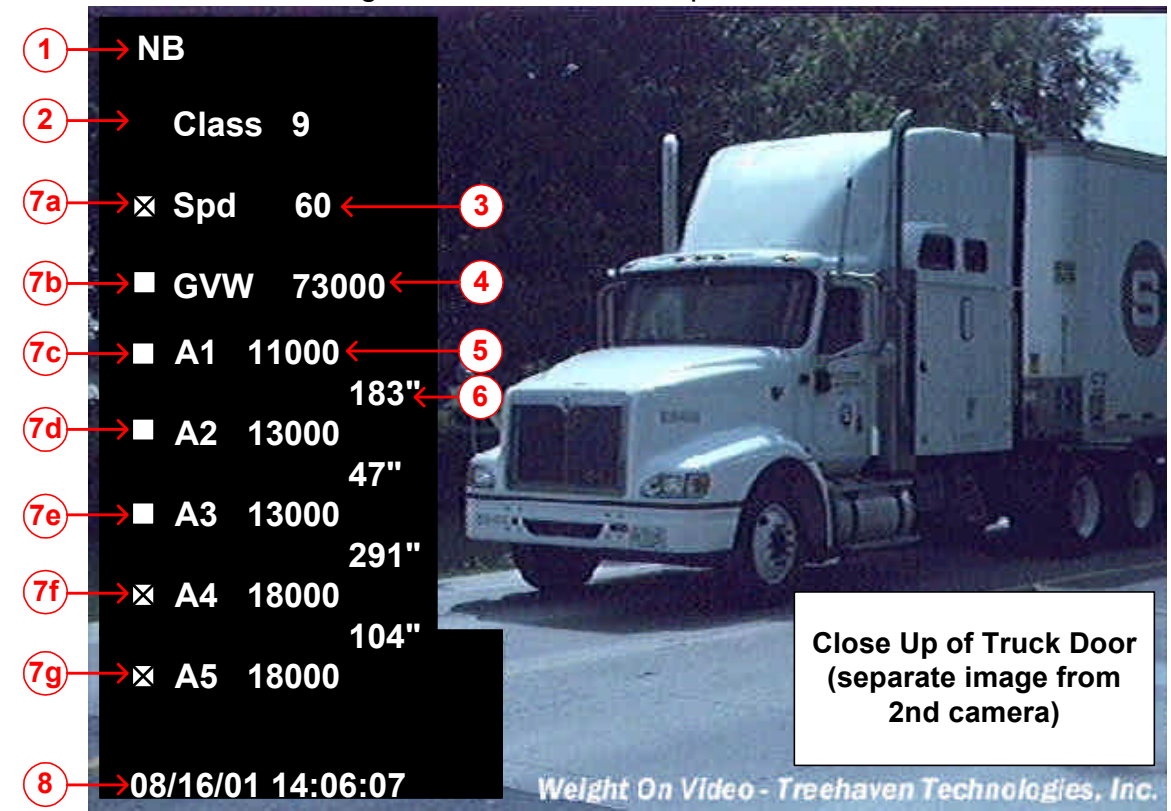 1 NB
2 Class 9
7a Spd 60 3
7b GVW 73000 4
7c A1 11000 5
183" 6
7d A2 13000
47"
7e A3 13000
291"
7f A4 18000
104"
7g A5 18000
Close Up of Truck Door
(separate image from
2nd camera)
8 08/16/01 14:06:07
Weight On Video - Treehaven Technologies, Inc.